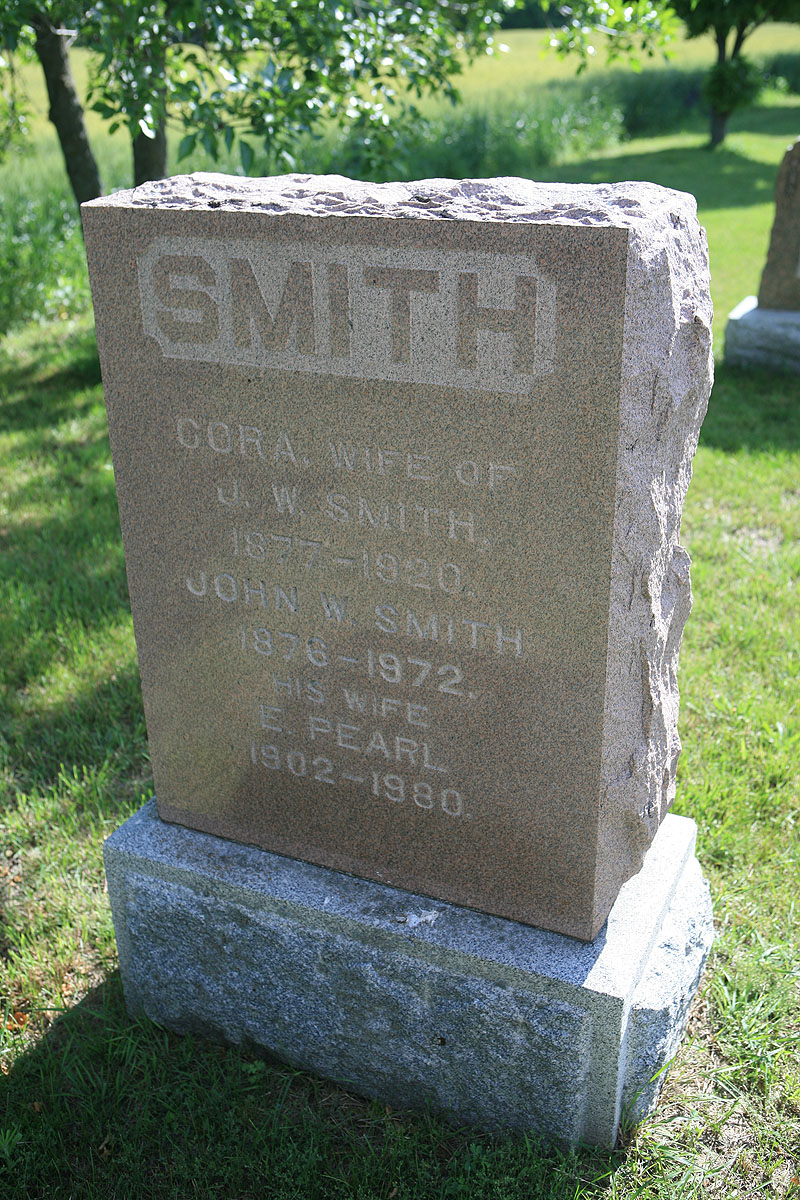 SMITH
CORA, WIFE OF
J. W. SMITH,
1877-1920.
JOHN W. SMITH
1876-1972.
HIS WIFE
E. PEARL
1902-1980.